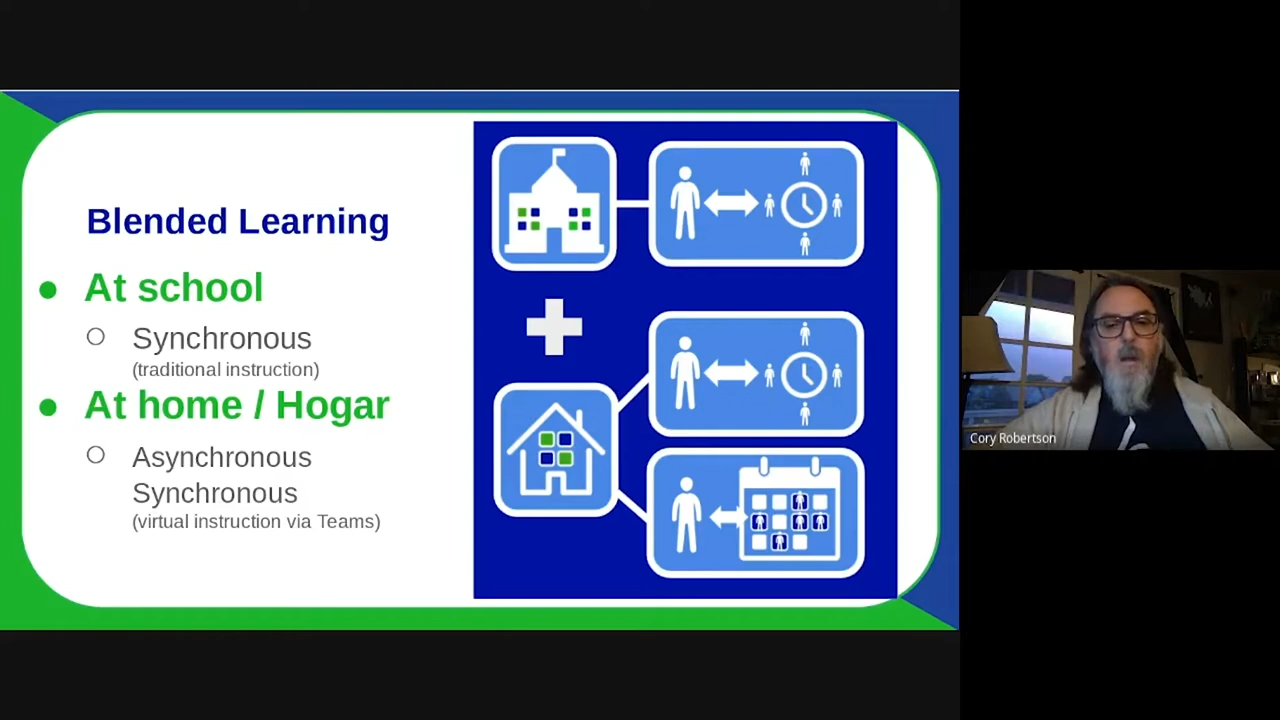 Blended Learning
At school
Synchronous
(traditional instruction)
At home / Hogar
Asynchronous
Synchronous
(virtual instruction via Teams)
Cory Robertson